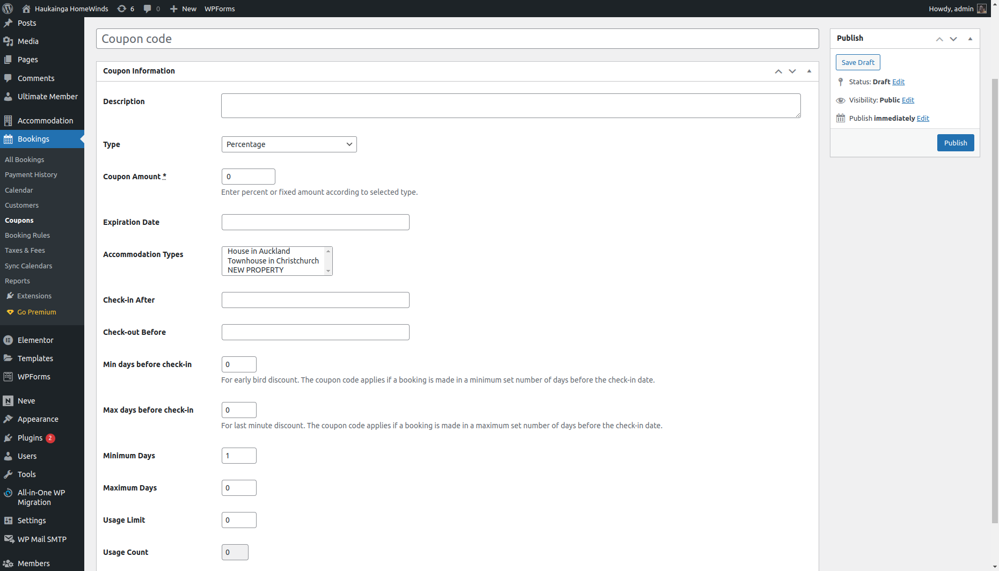 Haukainga HomeWinds
6
0
New
WPForms
Howdy, admin
Posts
Media
Pages
Comments
Ultimate Member
Accommodation
Bookings
All Bookings
Payment History
Calendar
Customers
Coupons
Booking Rules
Taxes & Fees
Sync Calendars
Reports
Extensions
Go Premium
Elementor
Templates
WPForms
Neve
Appearance
Plugins 2
Users
Tools
All-in-One WP
Migration
Settings
WP Mail SMTP
Members
Coupon code
Coupon Information
Description
Type
Percentage
Coupon Amount *
0
Enter percent or fixed amount according to selected type.
Expiration Date
Accommodation Types
House in Auckland
Townhouse in Christchurch
NEW PROPERTY
Check-in After
Check-out Before
Min days before check-in
0
For early bird discount. The coupon code applies if a booking is made in a minimum set number of days before the check-in date.
Max days before check-in
0
For last minute discount. The coupon code applies if a booking is made in a maximum set number of days before the check-in date.
Minimum Days
1
Maximum Days
0
Usage Limit
0
Usage Count
0
Publish
Save Draft
Status: Draft Edit
Visibility: Public Edit
Publish immediately Edit
Publish